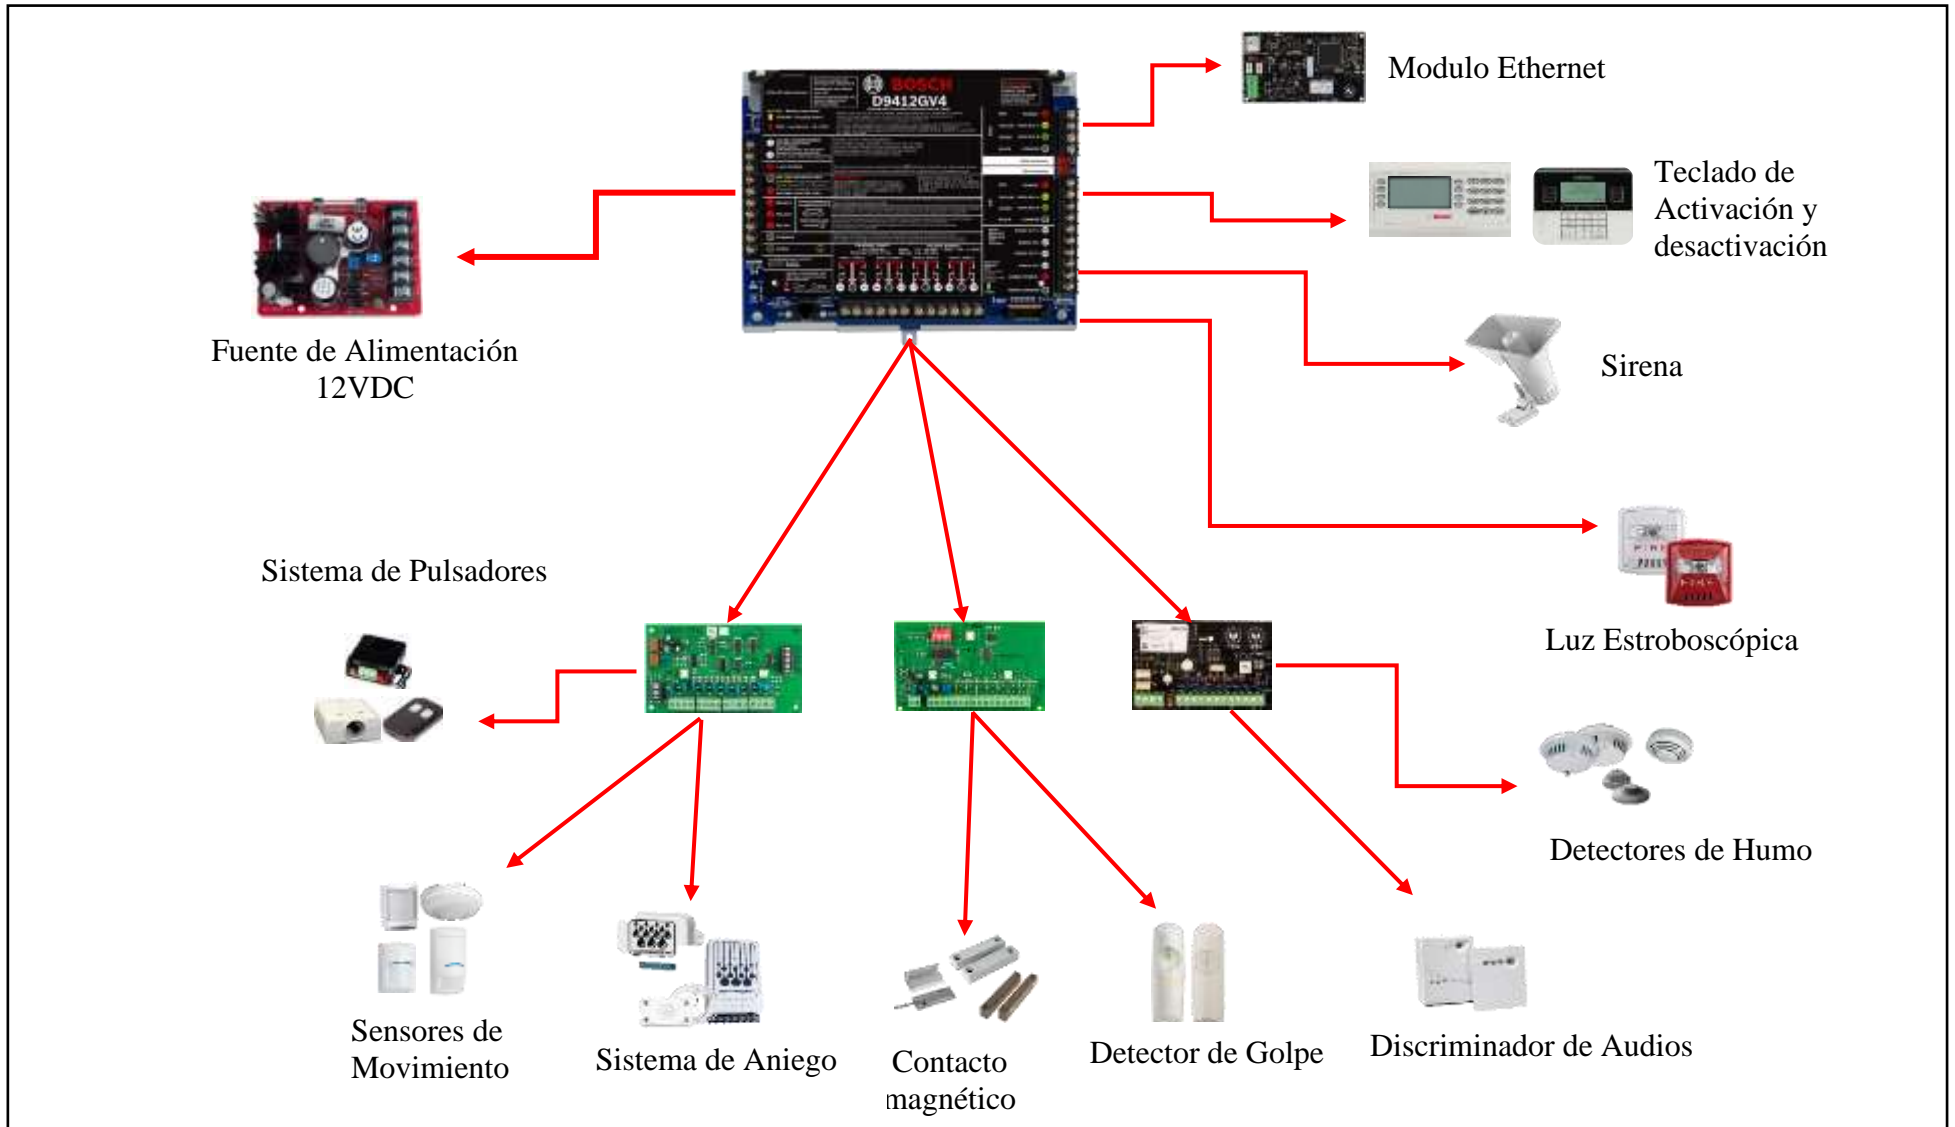 BOSCH
D9412GV4
Modulo Ethernet
Teclado de
Activación y
desactivación
Fuente de Alimentación
12VDC
Sirena
Sistema de Pulsadores
Luz Estroboscópica
Detectores de Humo
Sensores de
Movimiento
Sistema de Aniego
Contacto
magnético
Detector de Golpe
Discriminador de Audios